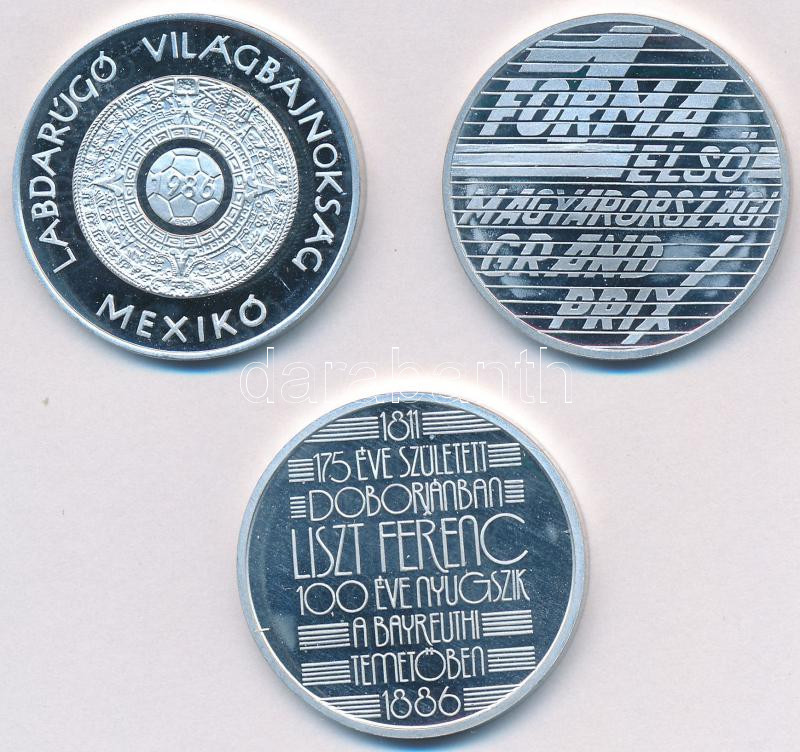 LABDARÚGÓ VILÁGBAJNOKSÁG
MEXIKÓ
1986
1
FORMA
ELSŐ
MAGYARORSZÁGI
GRAND
PRIX
darabanth
1811
175 ÉVE SZÜLETETT
DOBORJÁNBAN
LISZT FERENC
100 ÉVE NYUGSZIK
A BAYREUTHI
TEMETŐBEN
1886